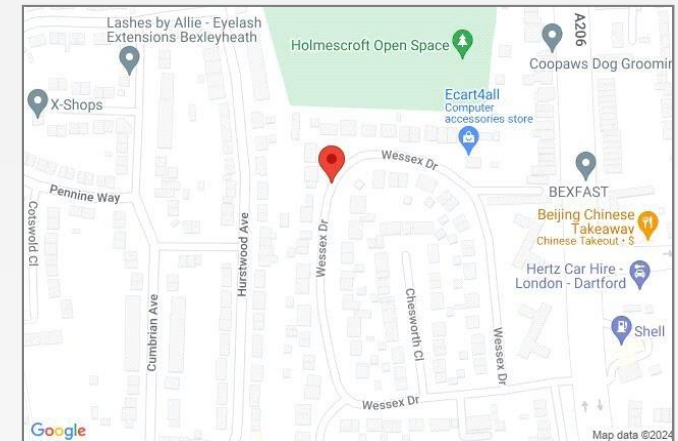 Lashes by Allie - Eyelash
Extensions Bexleyheath
Holmescroft Open Space
A206
Coopaws Dog Groomin
X-Shops
Ecart4all
Computer
accessories store
Wessex Dr
BEXFAST
Pennine Way
Beijing Chinese
Takeaway
Chinese Takeout • $
Cotswold Cl
Hurstwood Ave
Wessex Dr
Hertz Car Hire -
London - Dartford
Chesworth Cl
Cumbrian Ave
Wessex Dr
Shell
Wessex Dr
Google
Map data ©2024